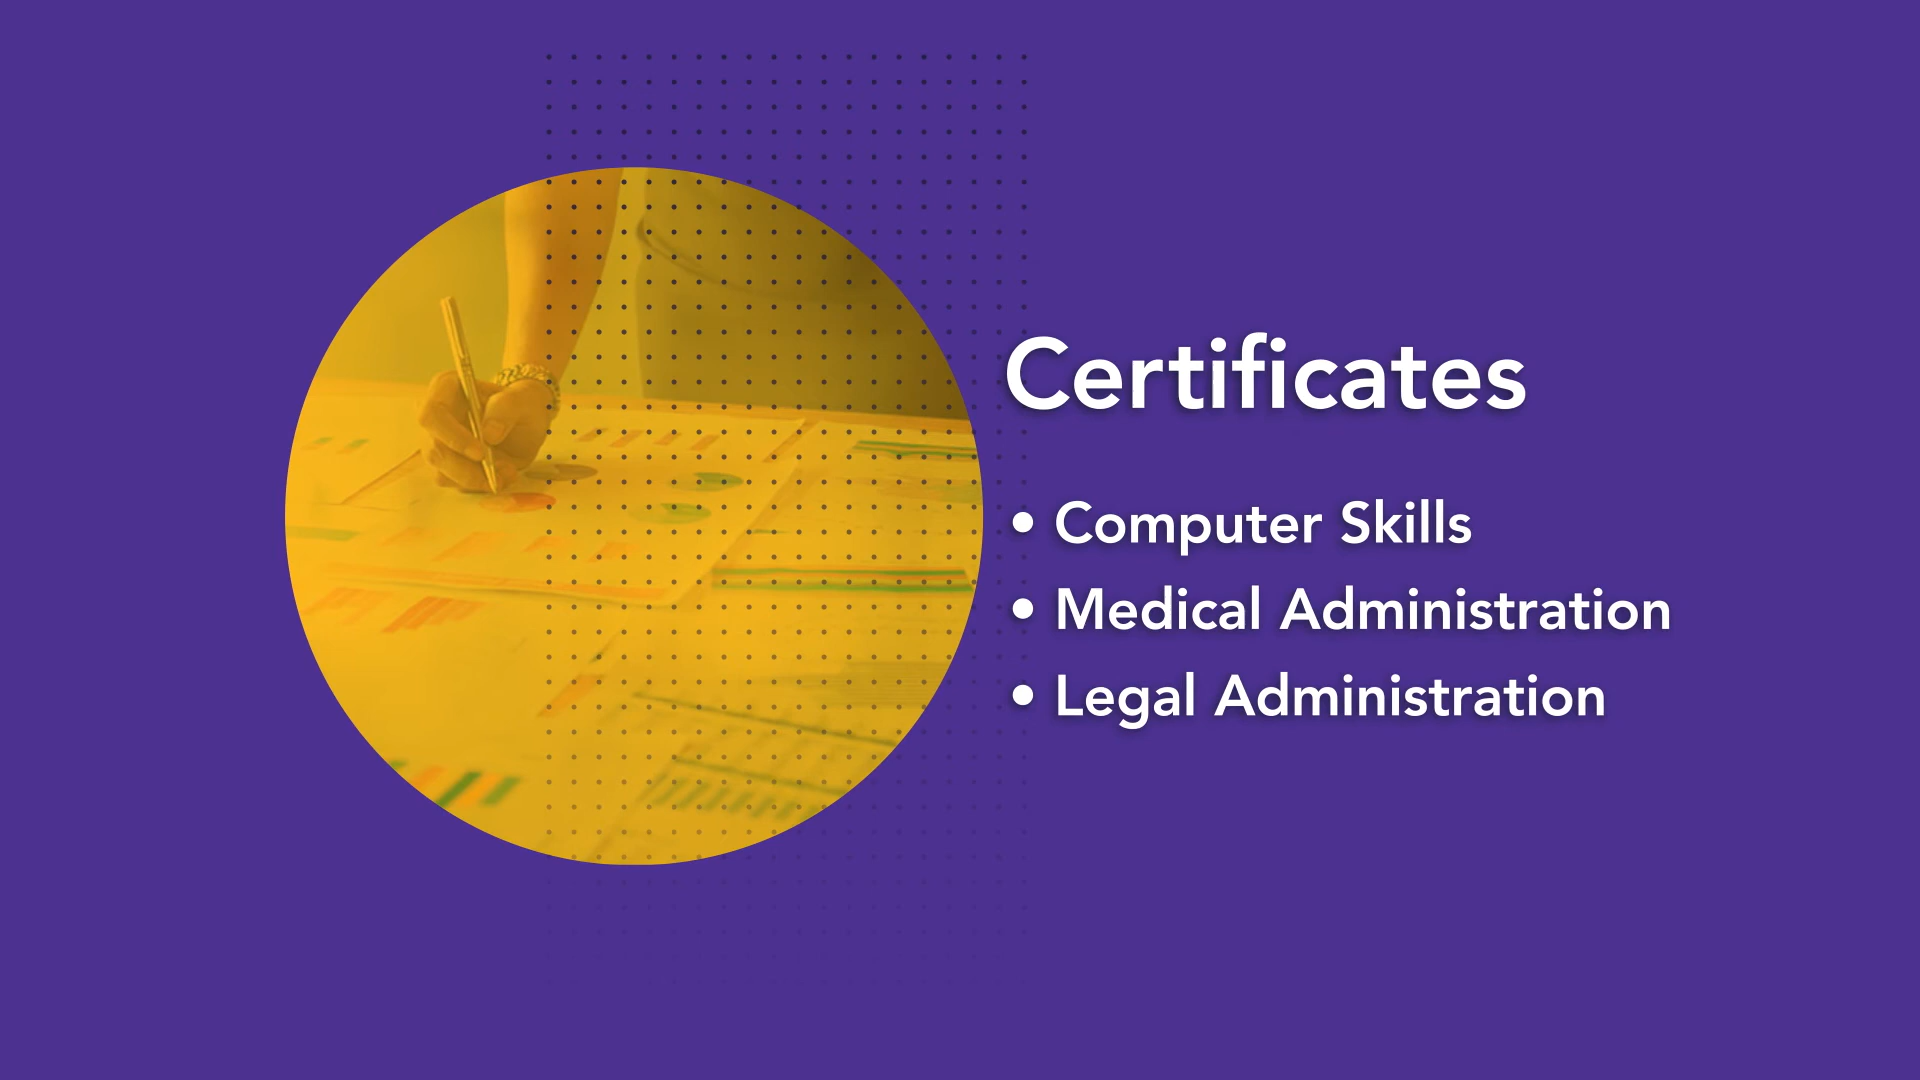 Certificates
• Computer Skills
• Medical Administration
• Legal Administration